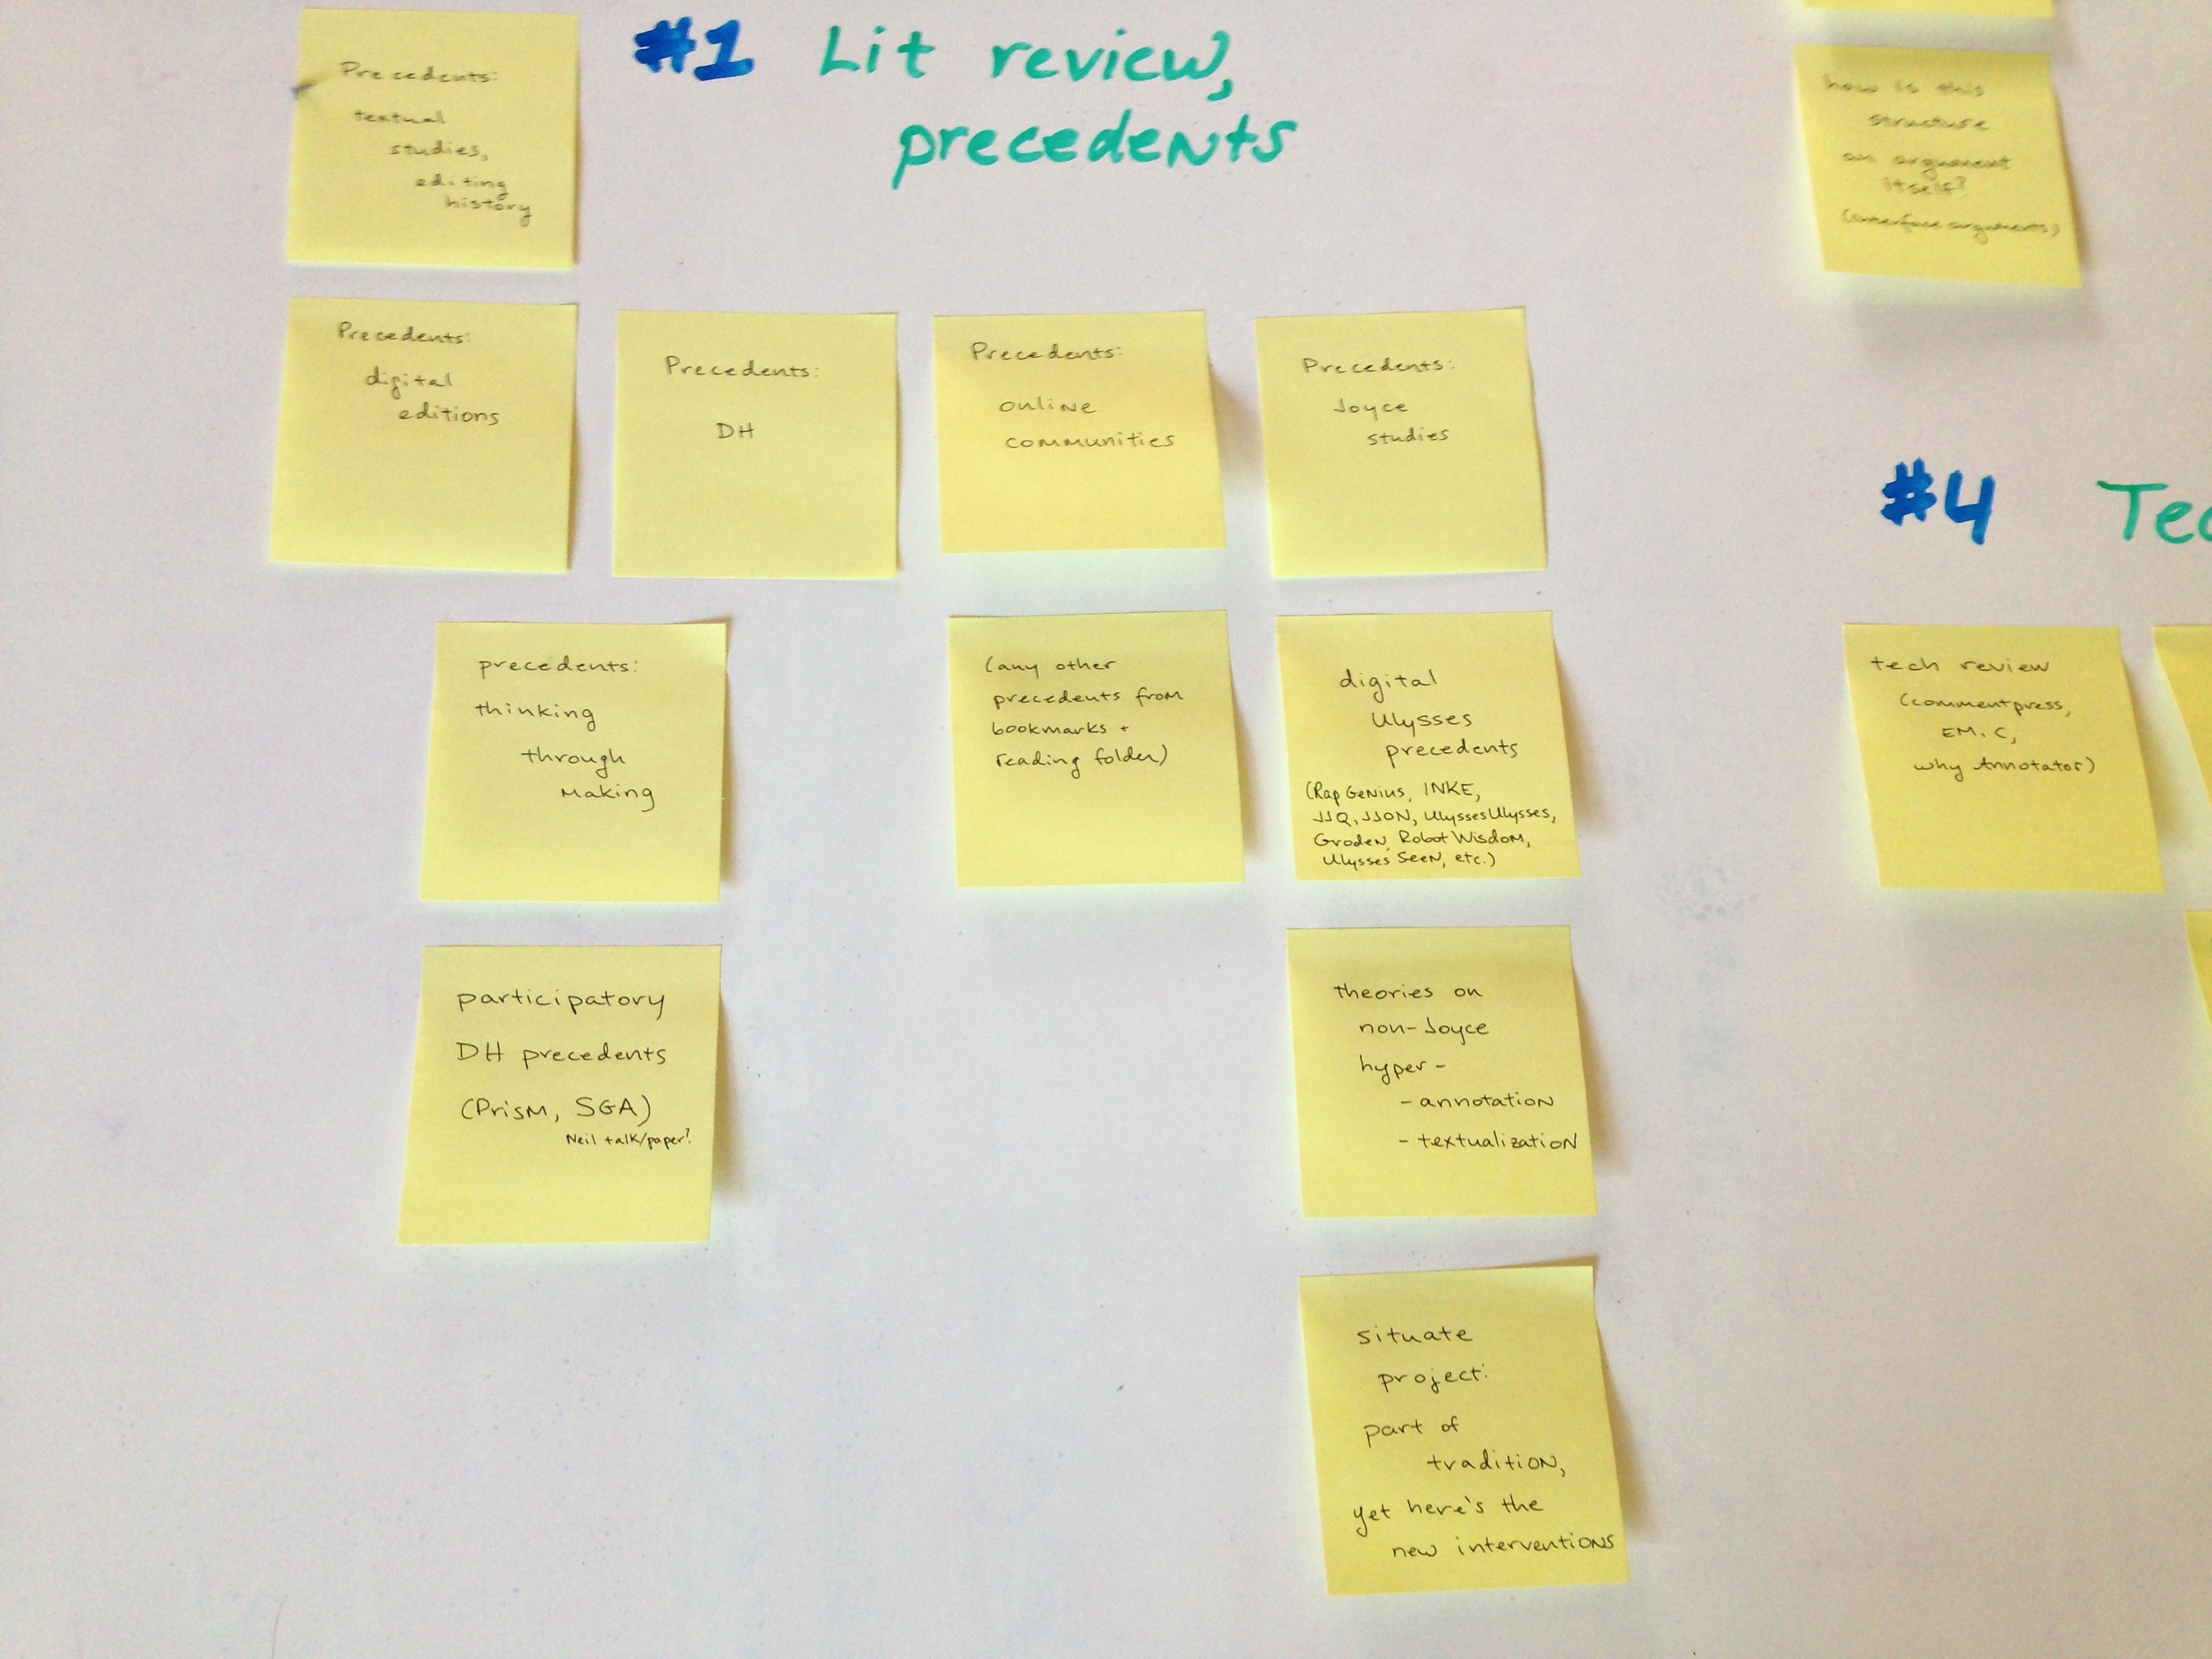 #1 Lit review,
precedents
Precedents:
textual
studies,
editing
history
Precedents:
digital
editions
Precedents:
DH
Precedents:
online
communities
Precedents:
Joyce
studies
precedents:
thinking
through
making
(any other
precedents from
bookmarks +
reading folder)
digital
Ulysses
precedents
(Rap Genius, INKE,
JJQ, JJON, UlyssesUlysses,
Groden, Robot Wisdom,
Ulysses Seen, etc.)
participatory
DH precedents
(Prism, SGA)
Neil talk/paper?
theories on
non-Joyce
hyper-
- annotation
- textualization
situate
project:
part of
tradition,
yet here's the
new interventions
how is this
structure
an argument
itself?
(interface arguments)
#4 Tec
tech review
(commentpress,
EMiC,
why Annotator)